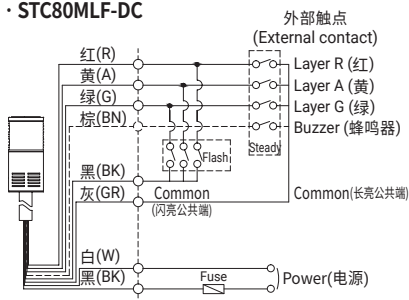 · STC80MLF-DC
外部触点
(External contact)
红(R)
Layer R (红)
黄(A)
Layer A (黄)
绿(G)
Layer G (绿)
棕(BN)
Buzzer (蜂鸣器)
Flash
Steady
黑(BK)
灰(GR)
Common
(闪亮公共端)
Common(长亮公共端)
白(W)
黑(BK)
Fuse
Power(电源)